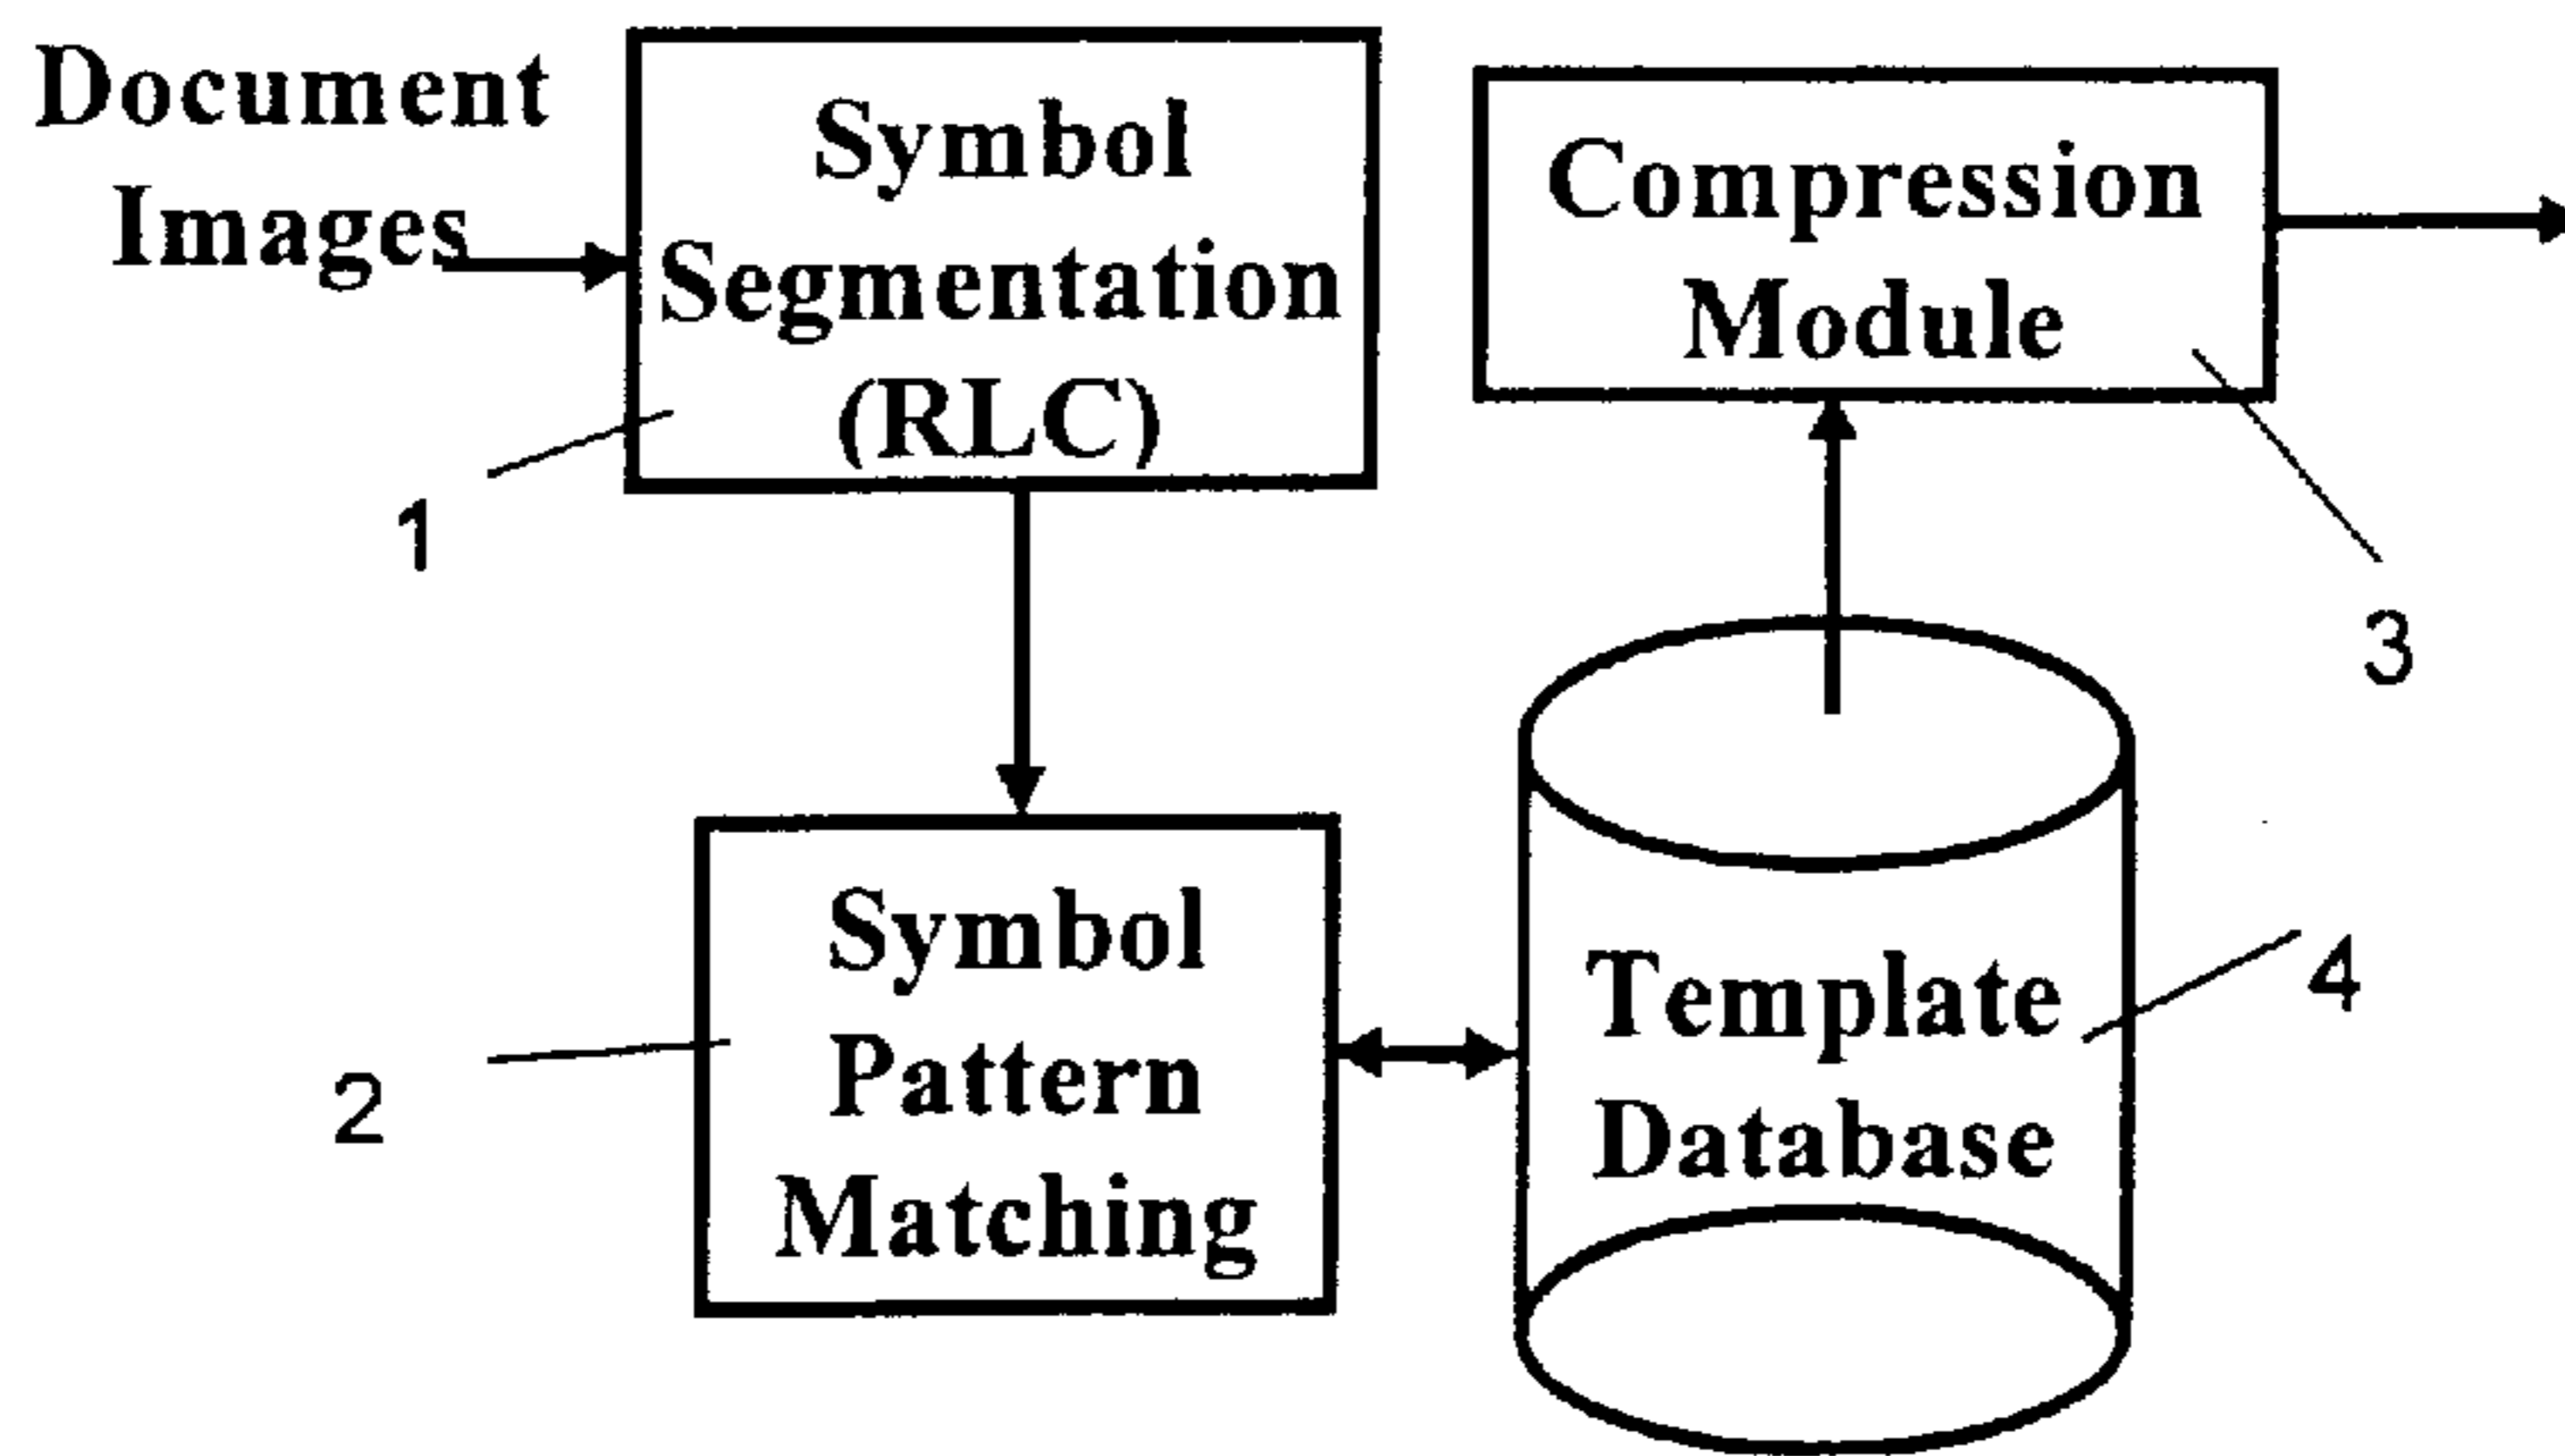 Document
Images
Symbol
Segmentation
(RLC)
1
Compression
Module
3
Symbol
Pattern
Matching
2
Template
Database
4